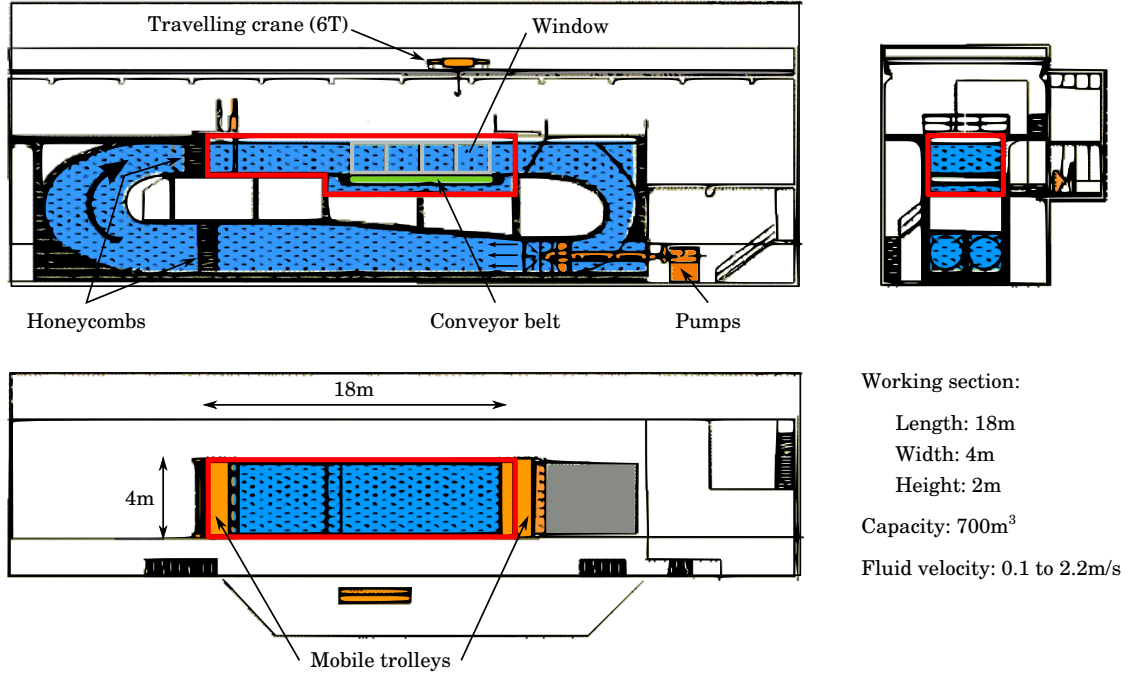 Travelling crane (6T)
Window
Honeycombs
Conveyor belt
Pumps
18m
4m
Mobile trolleys
Working section:
Length: 18m
Width: 4m
Height: 2m
Capacity: 700m³
Fluid velocity: 0.1 to 2.2m/s